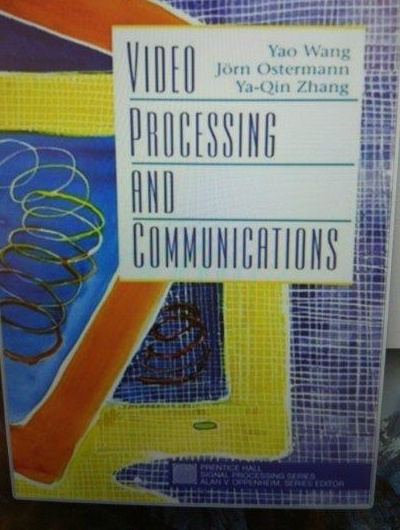 VIDEO
Yao Wang
Jörn Ostermann
Ya-Qin Zhang
PROCESSING
AND
COMMUNICATIONS
PRENTICE HALL
SIGNAL PROCESSING SERIES
ALAN V. OPPENHEIM, SERIES EDITOR